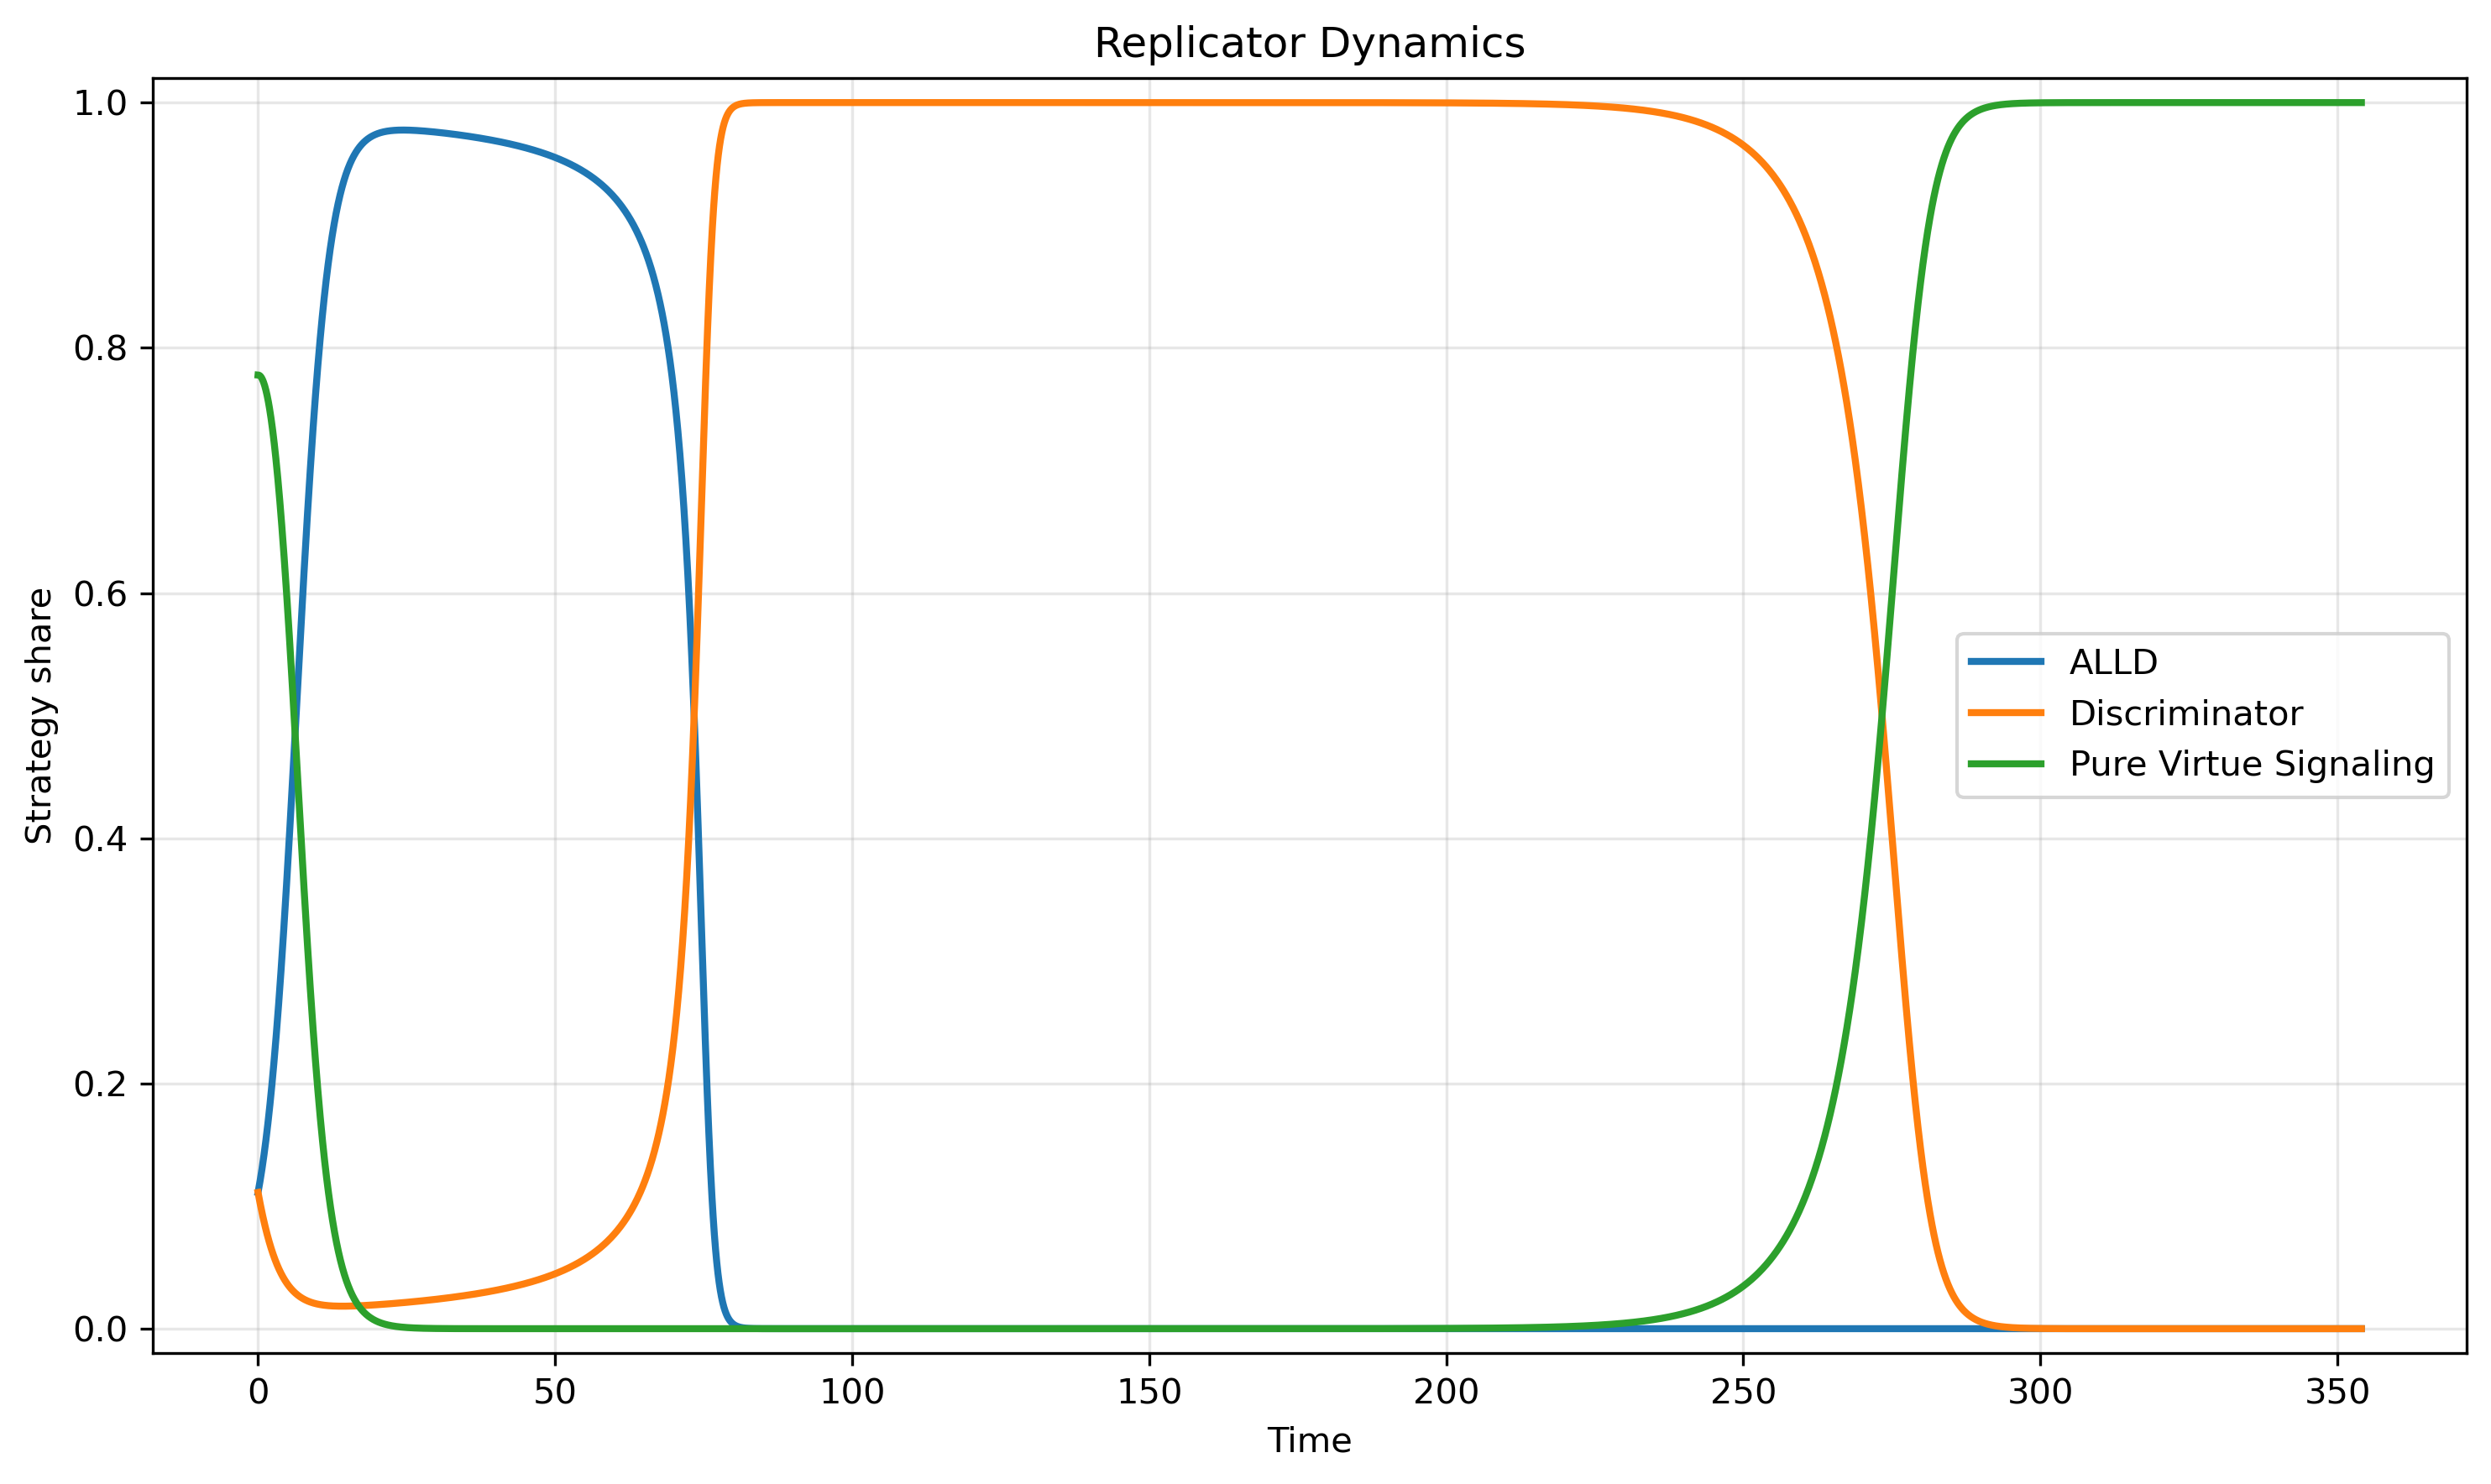 Replicator Dynamics
Strategy share
1.0
0.8
0.6
0.4
0.2
0.0
ALLD
Discriminator
Pure Virtue Signaling
0 50 100 150 200 250 300 350
Time